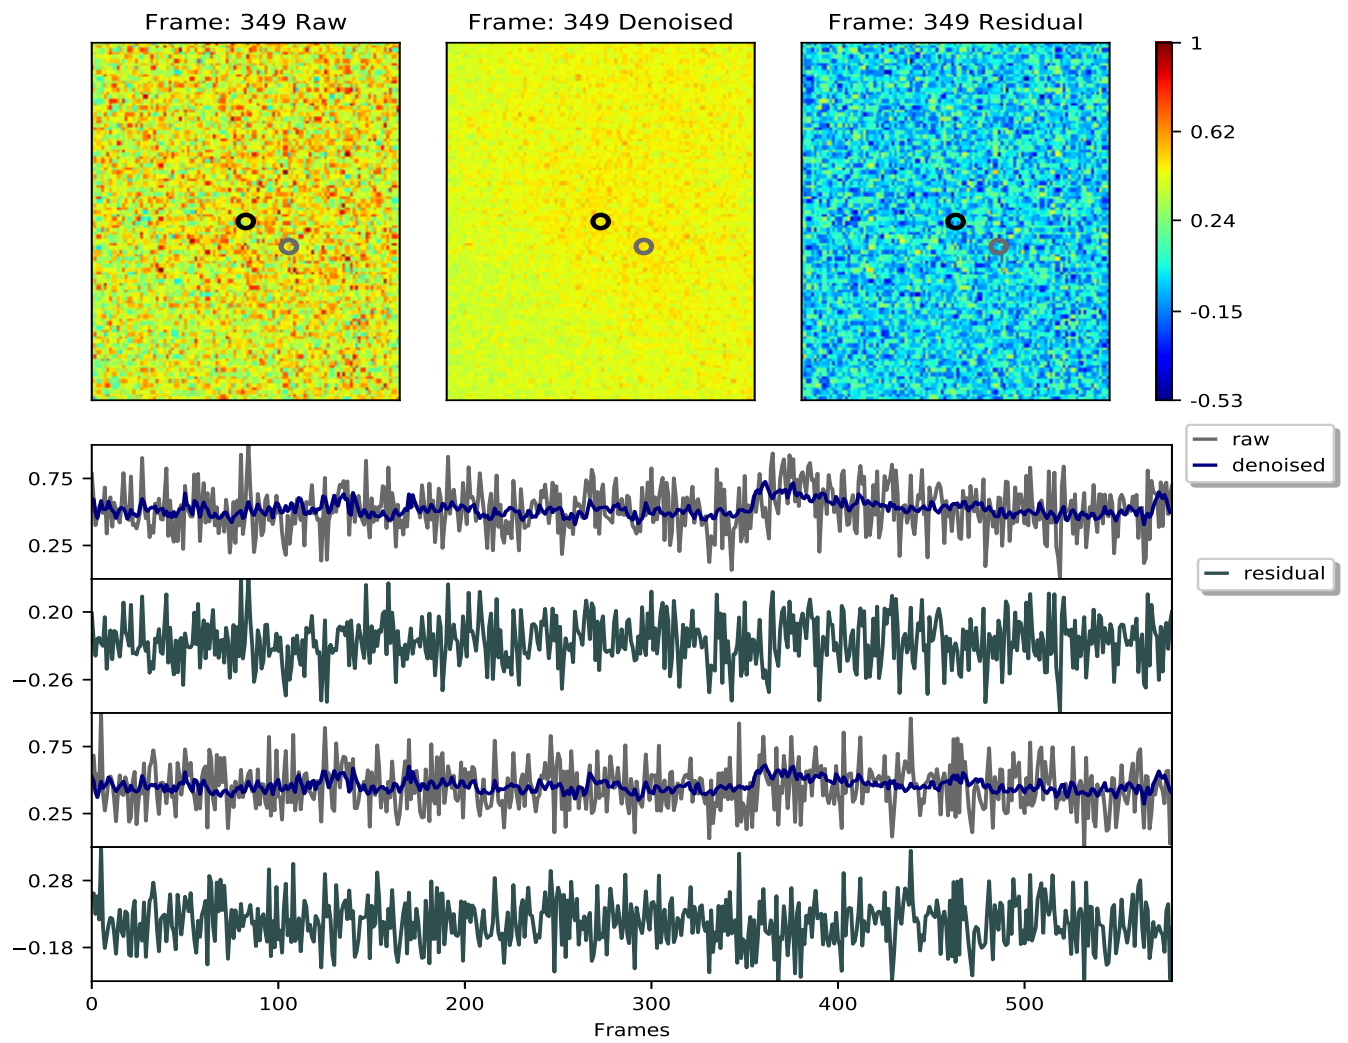 Frame: 349 Raw
Frame: 349 Denoised
Frame: 349 Residual
1
0.62
0.24
-0.15
-0.53
raw
denoised
0.75
0.25
residual
0.20
−0.26
0.75
0.25
0.28
−0.18
0 100 200 300 400 500
Frames